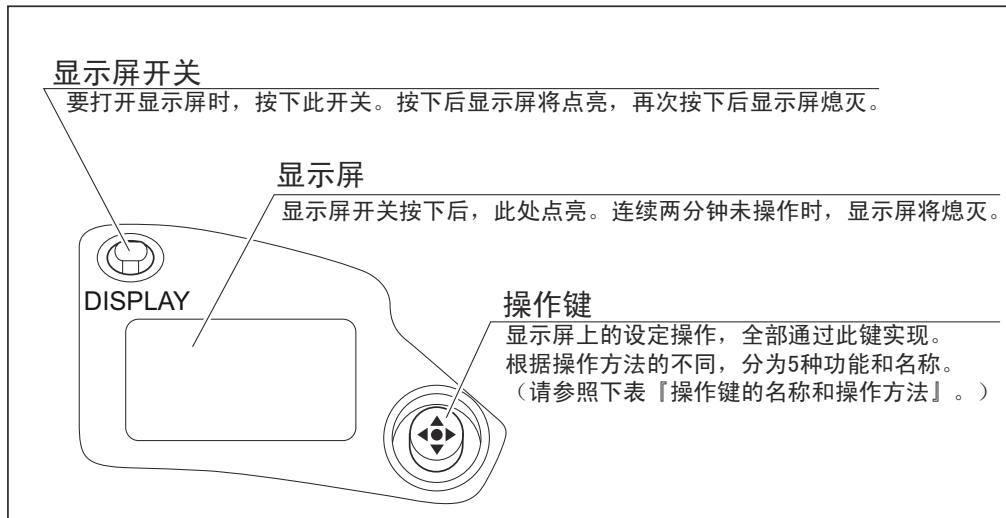 显示屏开关
要打开显示屏时，按下此开关。按下后显示屏将点亮，再次按下后显示屏熄灭。
显示屏
显示屏开关按下后，此处点亮。连续两分钟未操作时，显示屏将熄灭。
DISPLAY
操作键
显示屏上的设定操作，全部通过此键实现。
根据操作方法的不同，分为5种功能和名称。
（请参照下表『操作键的名称和操作方法』。）